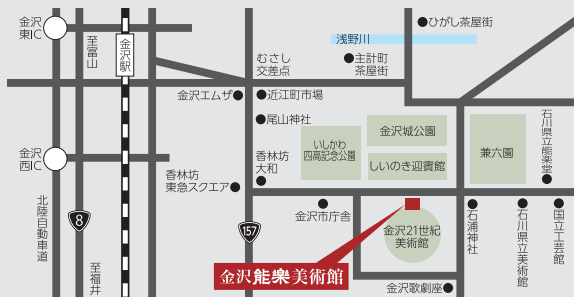 金沢
東IC
至富山
金沢駅
むさし
交差点
浅野川
ひがし茶屋街
主計町
茶屋街
金沢エムザ
近江町市場
尾山神社
いしかわ
四高記念公園
金沢城公園
しいのき迎賓館
兼六園
石川県立能楽堂
金沢
西IC
香林坊
大和
香林坊
東急スクエア
北陸自動車道
8
至福井
157
金沢市庁舎
金沢21世紀
美術館
石浦神社
石川県立美術館
国立工芸館
金沢能樂美術館
金沢歌劇座